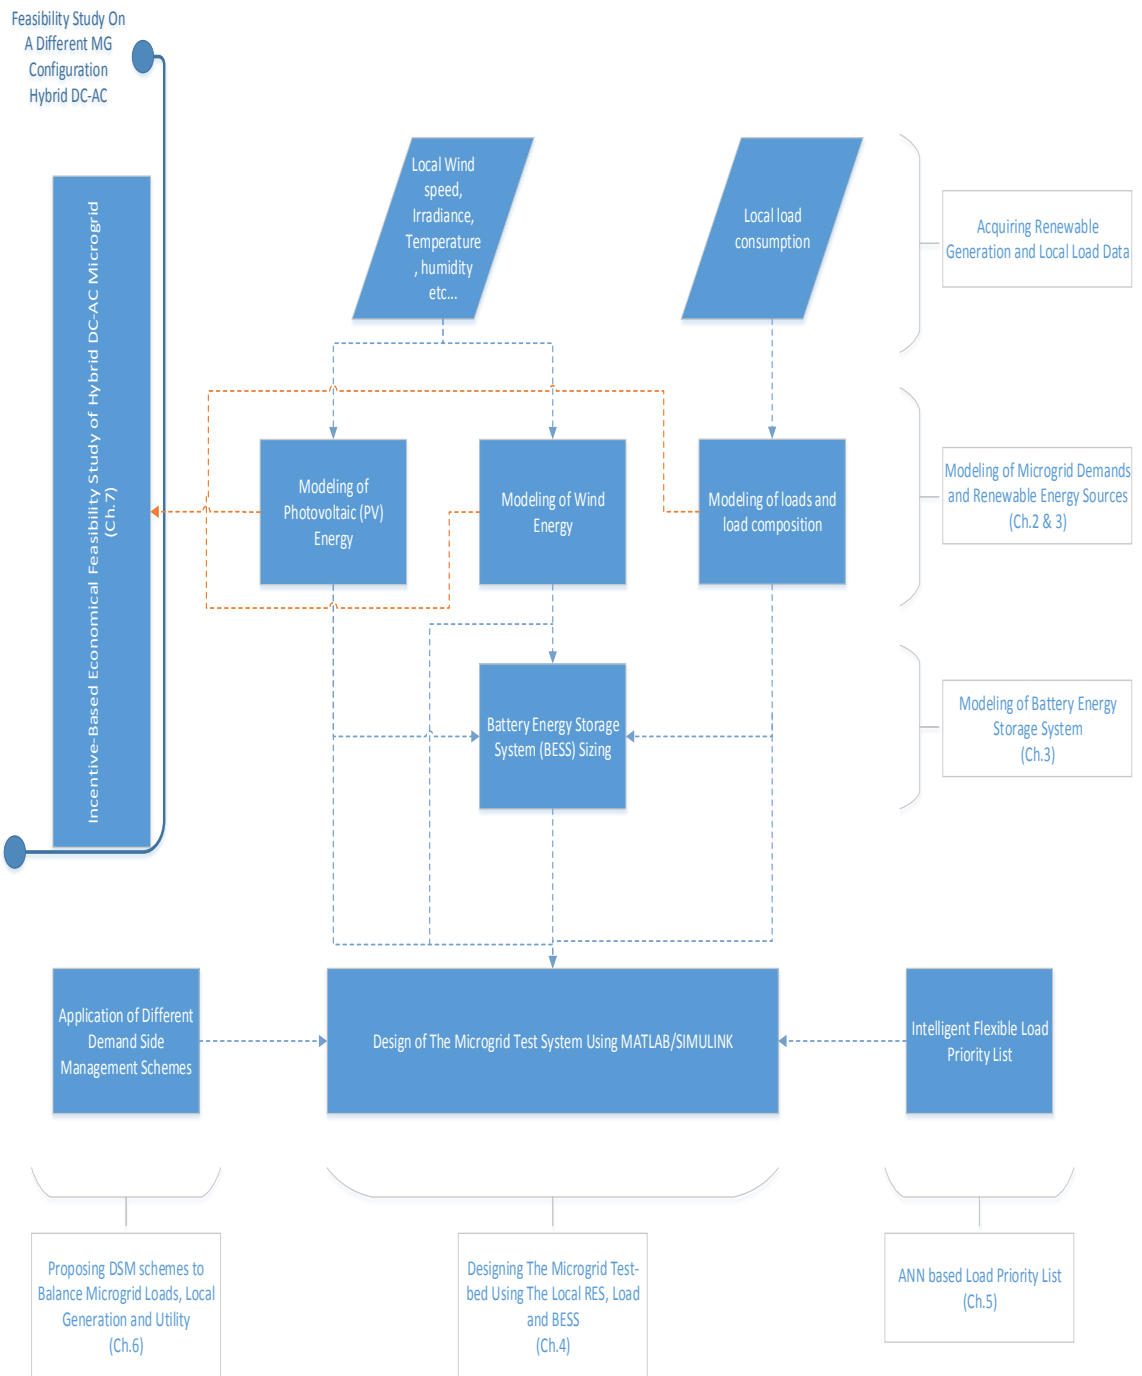 Feasibility Study On
A Different MG
Configuration
Hybrid DC-AC
Local Wind
speed,
Irradiance,
Temperature
, humidity
etc...
Local load
consumption
Acquiring Renewable
Generation and Local Load Data
Incentive-Based Economical Feasibility Study of Hybrid DC-AC Microgrid
(Ch.7)
Modeling of
Photovoltaic (PV)
Energy
Modeling of Wind
Energy
Modeling of loads and
load composition
Modeling of Microgrid Demands
and Renewable Energy Sources
(Ch.2 & 3)
Battery Energy Storage
System (BESS) Sizing
Modeling of Battery Energy
Storage System
(Ch.3)
Application of Different
Demand Side
Management Schemes
Design of The Microgrid Test System Using MATLAB/SIMULINK
Intelligent Flexible Load
Priority List
Proposing DSM schemes to
Balance Microgrid Loads, Local
Generation and Utility
(Ch.6)
Designing The Microgrid Test-
bed Using The Local RES, Load
and BESS
(Ch.4)
ANN based Load Priority List
(Ch.5)